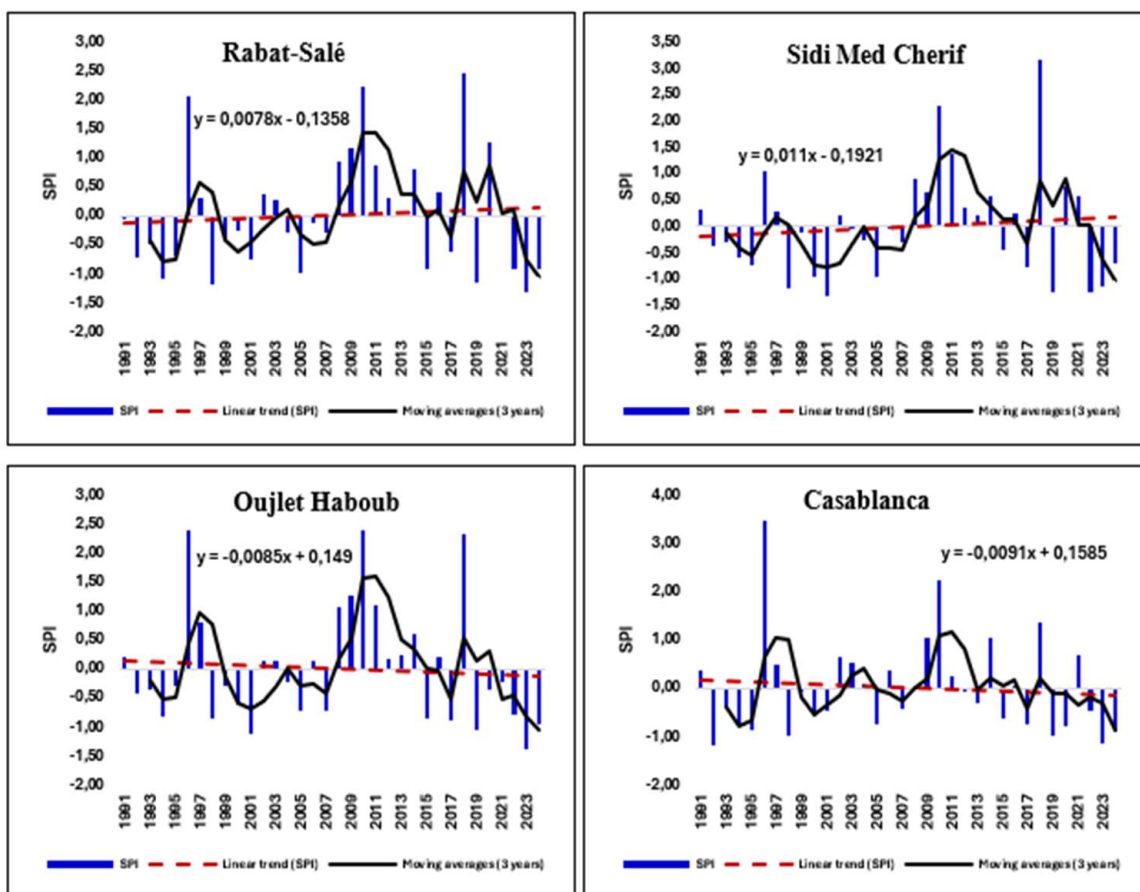 Rabat-Salé
3,00
2,50
2,00
1,50
1,00
0,50
0,00
-0,50
-1,00
-1,50
-2,00
SPI
y = 0,0078x - 0,1358
1991 1993 1995 1997 1999 2001 2003 2005 2007 2009 2011 2013 2015 2017 2019 2021 2023
SPI Linear trend (SPI) Moving averages (3 years)
Sidi Med Cherif
3,50
3,00
2,50
2,00
1,50
1,00
0,50
0,00
-0,50
-1,00
-1,50
-2,00
SPI
y = 0,011x - 0,1921
1991 1993 1995 1997 1999 2001 2003 2005 2007 2009 2011 2013 2015 2017 2019 2021 2023
SPI Linear trend (SPI) Moving averages (3 years)
Oujlet Haboub
3,00
2,50
2,00
1,50
1,00
0,50
0,00
-0,50
-1,00
-1,50
-2,00
SPI
y = -0,0085x + 0,149
1991 1993 1995 1997 1999 2001 2003 2005 2007 2009 2011 2013 2015 2017 2019 2021 2023
SPI Linear trend (SPI) Moving averages (3 years)
Casablanca
4,00
3,00
2,00
1,00
0,00
-1,00
-2,00
SPI
y = -0,0091x + 0,1585
1991 1993 1995 1997 1999 2001 2003 2005 2007 2009 2011 2013 2015 2017 2019 2021 2023
SPI Linear trend (SPI) Moving averages (3 years)